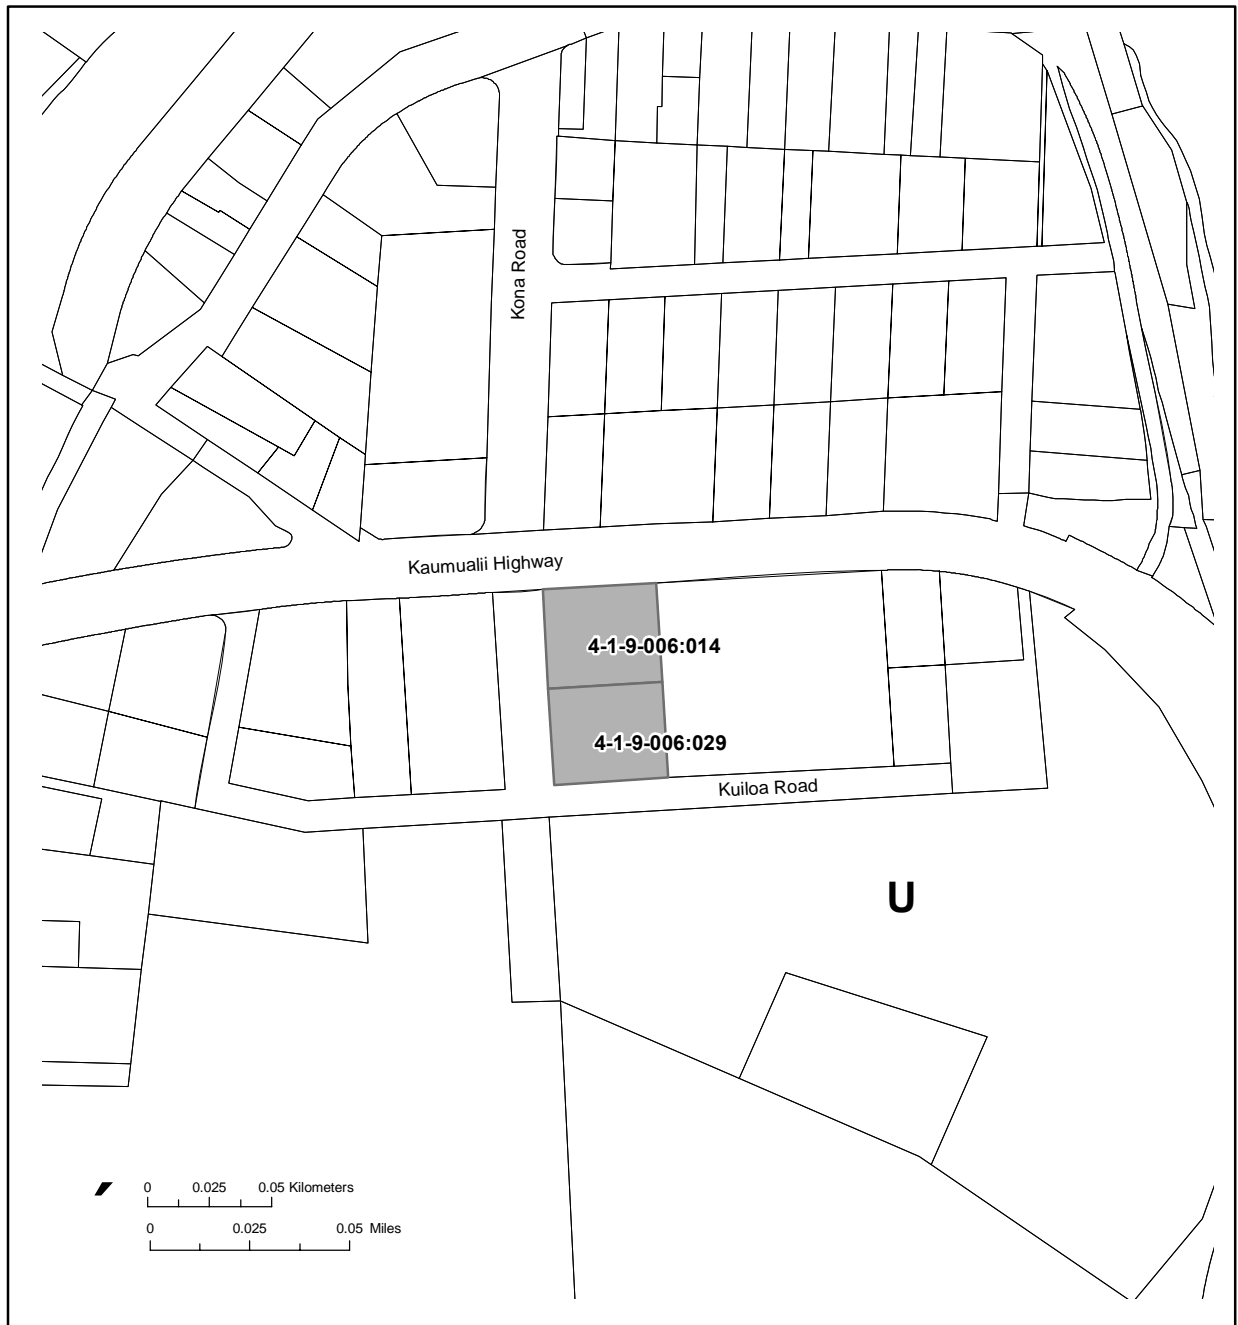 Kona Road
Kaumualii Highway
4-1-9-006:014
4-1-9-006:029
Kuiloa Road
U
0 0.025 0.05 Kilometers
0 0.025 0.05 Miles